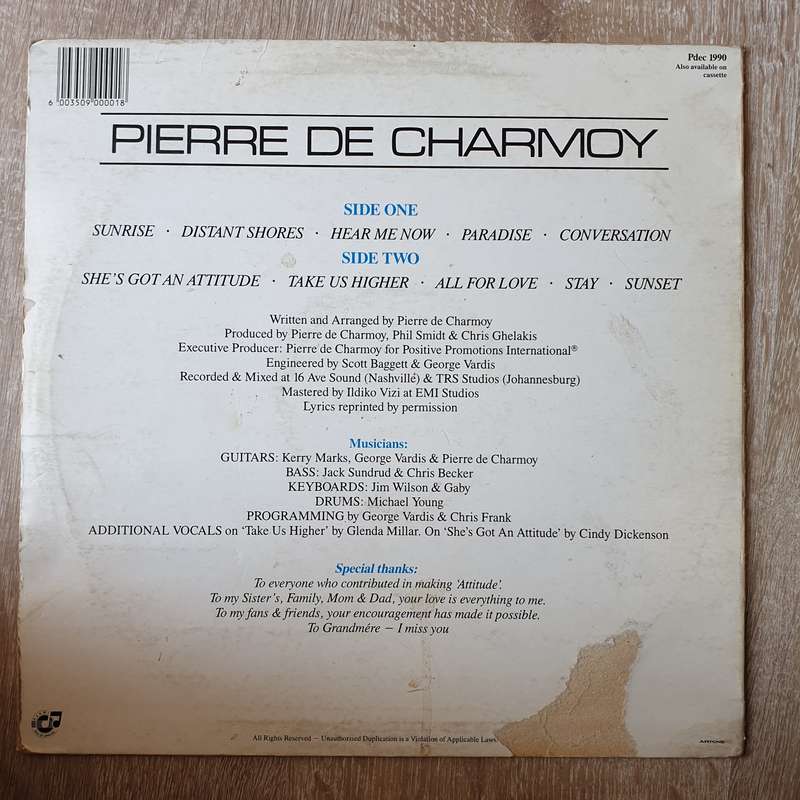 Pdec 1990
Also available on
cassette
6 003509 000018
PIERRE DE CHARMOY
SIDE ONE
SUNRISE · DISTANT SHORES · HEAR ME NOW · PARADISE · CONVERSATION
SIDE TWO
SHE'S GOT AN ATTITUDE · TAKE US HIGHER · ALL FOR LOVE · STAY · SUNSET
Written and Arranged by Pierre de Charmoy
Produced by Pierre de Charmoy, Phil Smidt & Chris Ghelakis
Executive Producer: Pierre de Charmoy for Positive Promotions International®
Engineered by Scott Baggett & George Vardis
Recorded & Mixed at 16 Ave Sound (Nashvillé) & TRS Studios (Johannesburg)
Mastered by Ildiko Vizi at EMI Studios
Lyrics reprinted by permission
Musicians:
GUITARS: Kerry Marks, George Vardis & Pierre de Charmoy
BASS: Jack Sundrud & Chris Becker
KEYBOARDS: Jim Wilson & Gaby
DRUMS: Michael Young
PROGRAMMING by George Vardis & Chris Frank
ADDITIONAL VOCALS on 'Take Us Higher' by Glenda Millar. On 'She's Got An Attitude' by Cindy Dickenson
Special thanks:
To everyone who contributed in making 'Attitude'.
To my Sister's, Family, Mom & Dad, your love is everything to me.
To my fans & friends, your encouragement has made it possible.
To Grandmére – I miss you
All Rights Reserved – Unauthorised Duplication is a Violation of Applicable Laws.